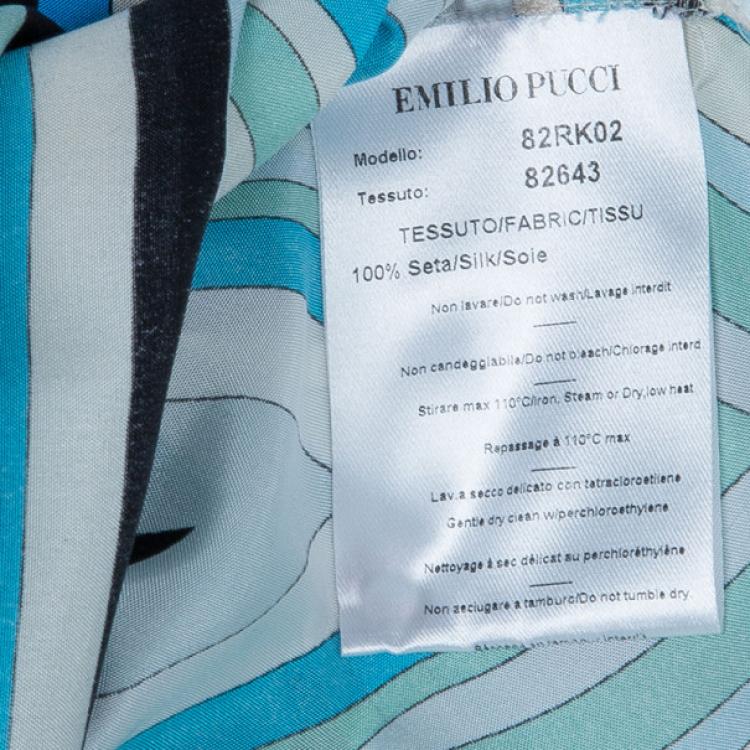 EMILIO PUCCI
Modello: 82RK02
Tessuto: 82643
TESSUTO/FABRIC/TISSU
100% Seta/Silk/Soie
Non lavare/Do not wash/Lavage interdit
Non candeggiabile/Do not bleach/Chlorage interd
Stirare max 110°C/Iron, Steam or Dry,low heat
Repassage à 110°C max
Lav.a secco delicato con tetracloroetilene
Gentle dry clean w/perchloroethylene
Nettoyage à sec délicat au perchloréthylène
Non asciugare a tamburo/Do not tumble dry.